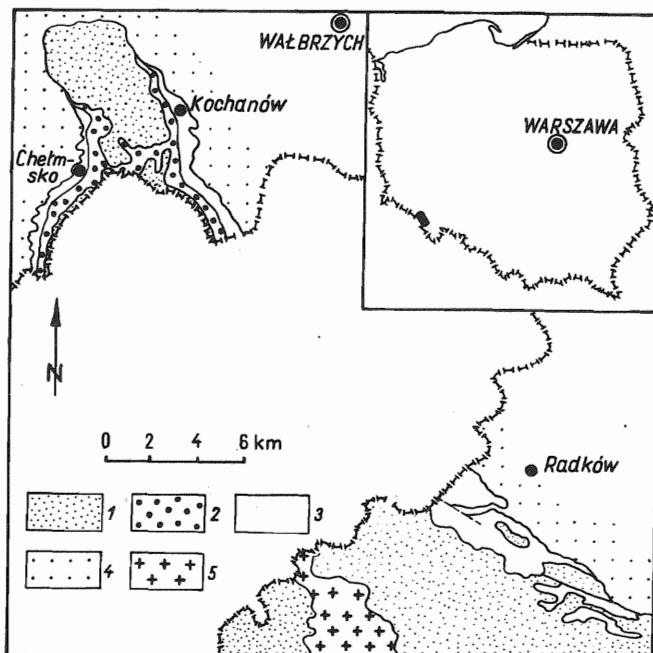 WAŁBRZYCH
Kochanów
Chełm-
sko
WARSZAWA
N
0 2 4 6 km
Radków
1 2 3
4 5